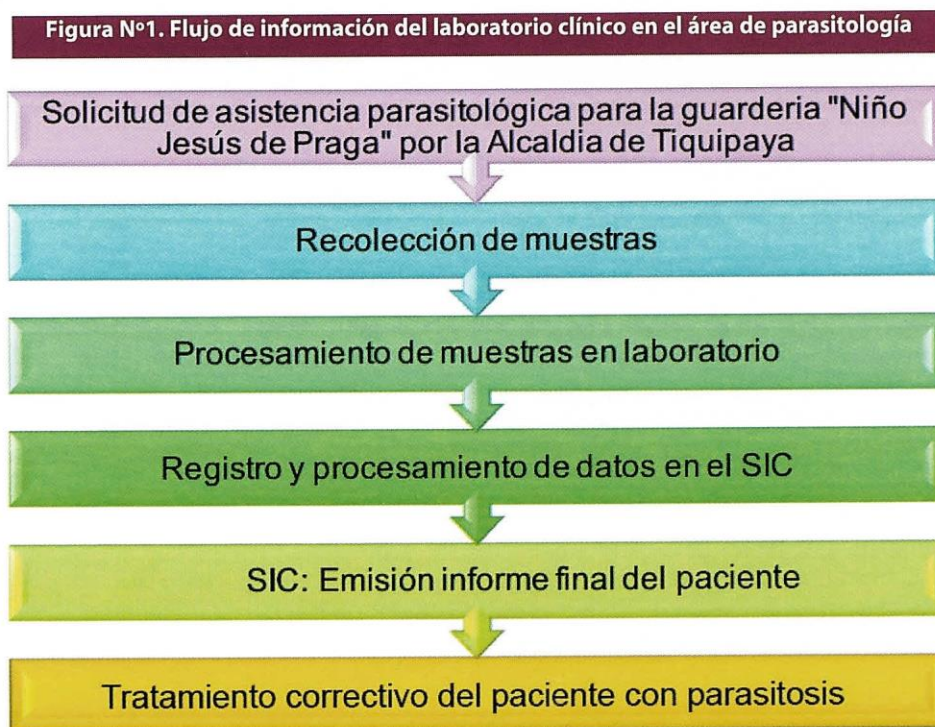 Figura Nº1. Flujo de información del laboratorio clínico en el área de parasitología
Solicitud de asistencia parasitológica para la guarderia "Niño
Jesús de Praga" por la Alcaldia de Tiquipaya
Recolección de muestras
Procesamiento de muestras en laboratorio
Registro y procesamiento de datos en el SIC
SIC: Emisión informe final del paciente
Tratamiento correctivo del paciente con parasitosis